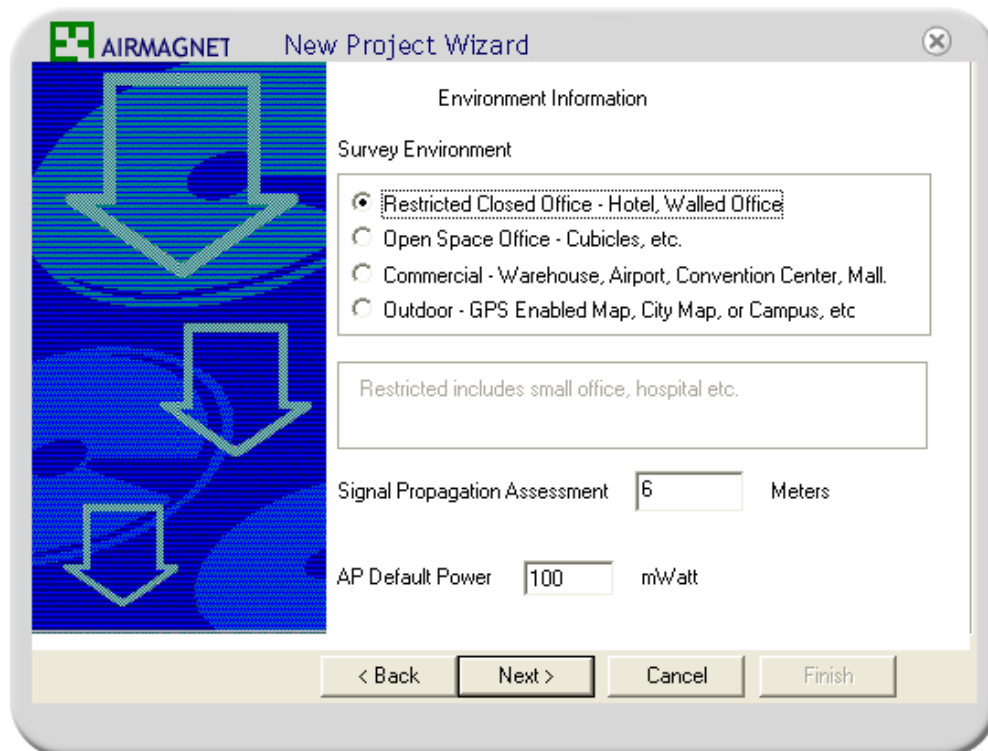 AIRMAGNET New Project Wizard
Environment Information
Survey Environment
Restricted Closed Office - Hotel, Walled Office
Open Space Office - Cubicles, etc.
Commercial - Warehouse, Airport, Convention Center, Mall.
Outdoor - GPS Enabled Map, City Map, or Campus, etc
Restricted includes small office, hospital etc.
Signal Propagation Assessment 6 Meters
AP Default Power 100 mWatt
< Back Next > Cancel Finish